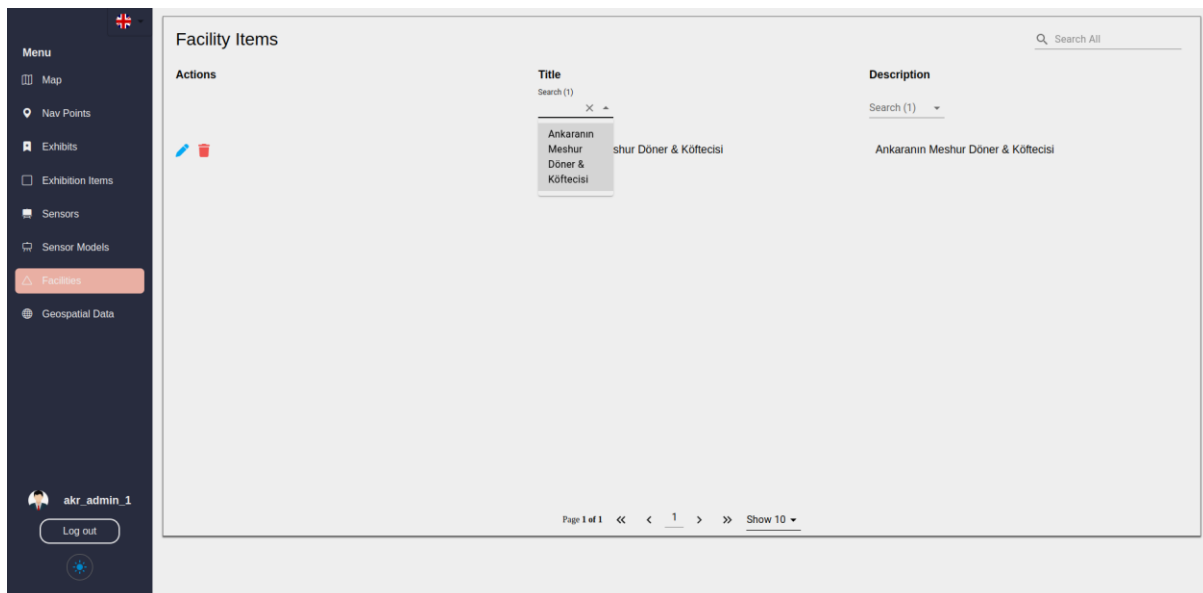 Menu
Map
Nav Points
Exhibits
Exhibition Items
Sensors
Sensor Models
Facilities
Geospatial Data
akr_admin_1
Log out
Facility Items
Search All
Actions
Title
Description
Search (1)
Search (1)
Ankaranın
Meshur
Döner &
Köftecisi
shur Döner & Köftecisi
Ankaranın Meshur Döner & Köftecisi
Page 1 of 1
1
Show 10